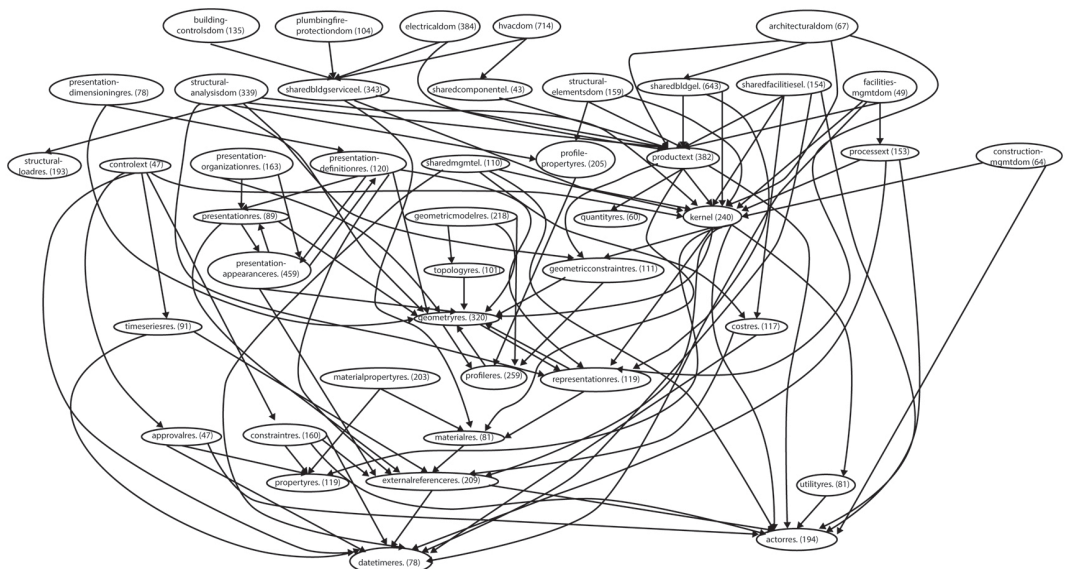 building-
controlsdom (135)
plumbingfire-
protectiondom (104)
electricaldom (384)
hvacdom (714)
architecturaldom (67)
presentation-
dimensioningres. (78)
structural-
analysisdom (339)
sharedbldgserviceel. (343)
sharedcomponentel. (43)
structural-
elementsdom (159)
sharedbldgel. (643)
sharedfacilitiesel. (154)
facilities-
mgmtdom (49)
structural-
loadres. (193)
controlext (47)
presentation-
organizationres. (163)
presentation-
definitionres. (120)
sharedmgmtel. (110)
profile-
propertyres. (205)
productext (382)
processext (153)
construction-
mgmtdom (64)
presentationres. (89)
geometricmodelres. (218)
quantityres. (60)
kernel (240)
presentation-
appearanceres. (459)
topologyres. (101)
geometricconstraintres. (111)
timeseriesres. (91)
geometryres. (320)
costres. (117)
materialpropertyres. (203)
profileres. (259)
representationres. (119)
approvalres. (47)
constraintres. (160)
materialres. (81)
propertyres. (119)
externalreferenceres. (209)
utilityres. (81)
actorres. (194)
datetimeres. (78)